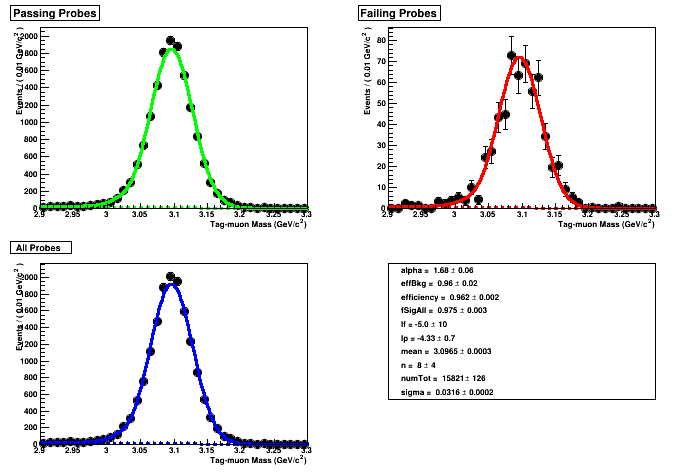 Passing Probes
Events / ( 0.01 GeV/c² )
2000
1800
1600
1400
1200
1000
800
600
400
200
0
2.9 2.95 3 3.05 3.1 3.15 3.2 3.25 3.3
Tag-muon Mass (GeV/c²)
Failing Probes
Events / ( 0.01 GeV/c² )
80
70
60
50
40
30
20
10
0
2.9 2.95 3 3.05 3.1 3.15 3.2 3.25 3.3
Tag-muon Mass (GeV/c²)
All Probes
Events / ( 0.01 GeV/c² )
2000
1800
1600
1400
1200
1000
800
600
400
200
0
2.9 2.95 3 3.05 3.1 3.15 3.2 3.25 3.3
Tag-muon Mass (GeV/c²)
alpha = 1.68 ± 0.06
effBkg = 0.96 ± 0.02
efficiency = 0.962 ± 0.002
fSigAll = 0.975 ± 0.003
lf = -5.0 ± 10
lp = -4.33 ± 0.7
mean = 3.0965 ± 0.0003
n = 8 ± 4
numTot = 15821 ± 126
sigma = 0.0316 ± 0.0002